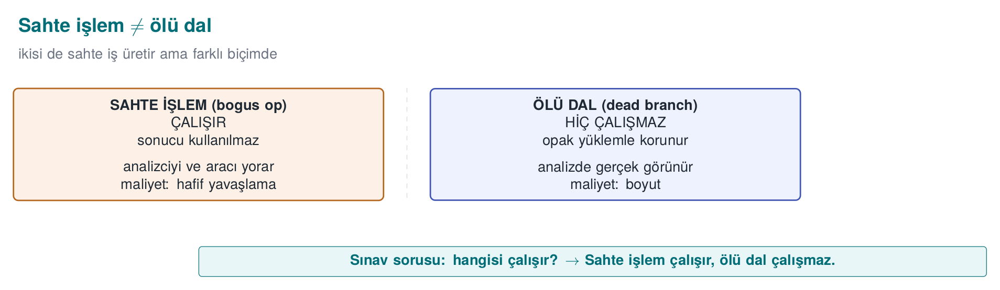 Sahte işlem ≠ ölü dal
ikisi de sahte iş üretir ama farklı biçimde
SAHTE İŞLEM (bogus op)
ÇALIŞIR
sonucu kullanılmaz
analizciyi ve aracı yorar
maliyet: hafif yavaşlama
ÖLÜ DAL (dead branch)
HİÇ ÇALIŞMAZ
opak yüklemle korunur
analizde gerçek görünür
maliyet: boyut
Sınav sorusu: hangisi çalışır? → Sahte işlem çalışır, ölü dal çalışmaz.